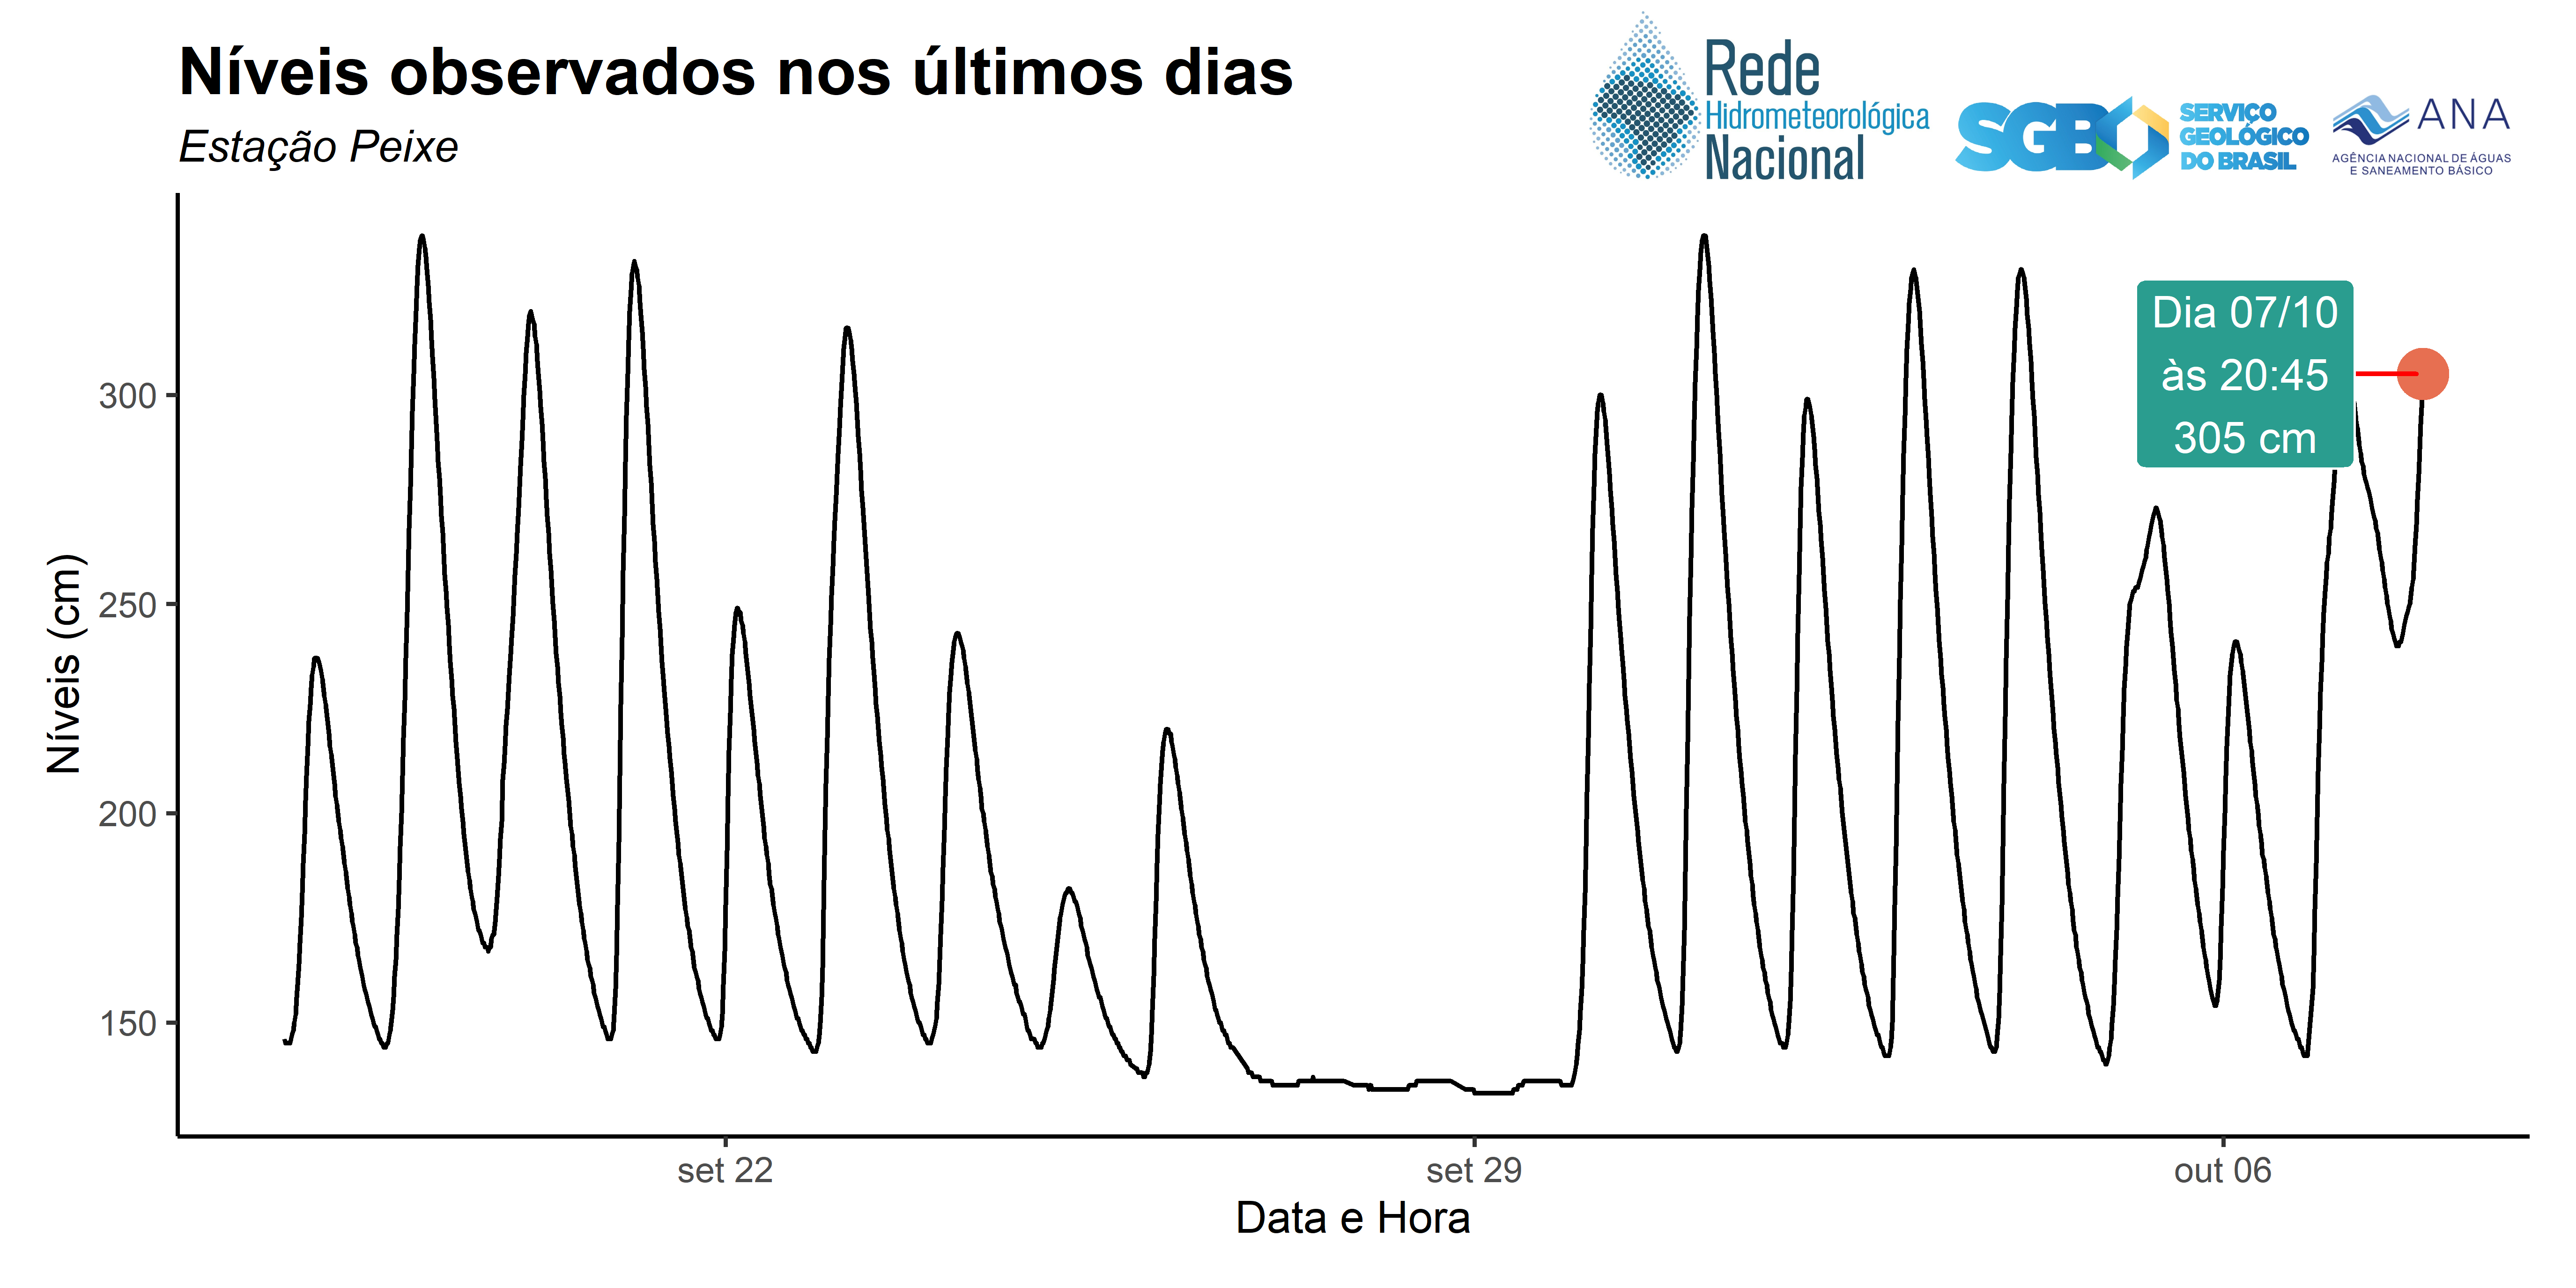 Níveis observados nos últimos dias
Estação Peixe
Rede
Hidrometeorológica
Nacional
SGB
SERVIÇO
GEOLÓGICO
DO BRASIL
ANA
AGÊNCIA NACIONAL DE ÁGUAS
E SANEAMENTO BÁSICO
Dia 07/10
às 20:45
305 cm
Níveis (cm)
300
250
200
150
set 22
set 29
out 06
Data e Hora